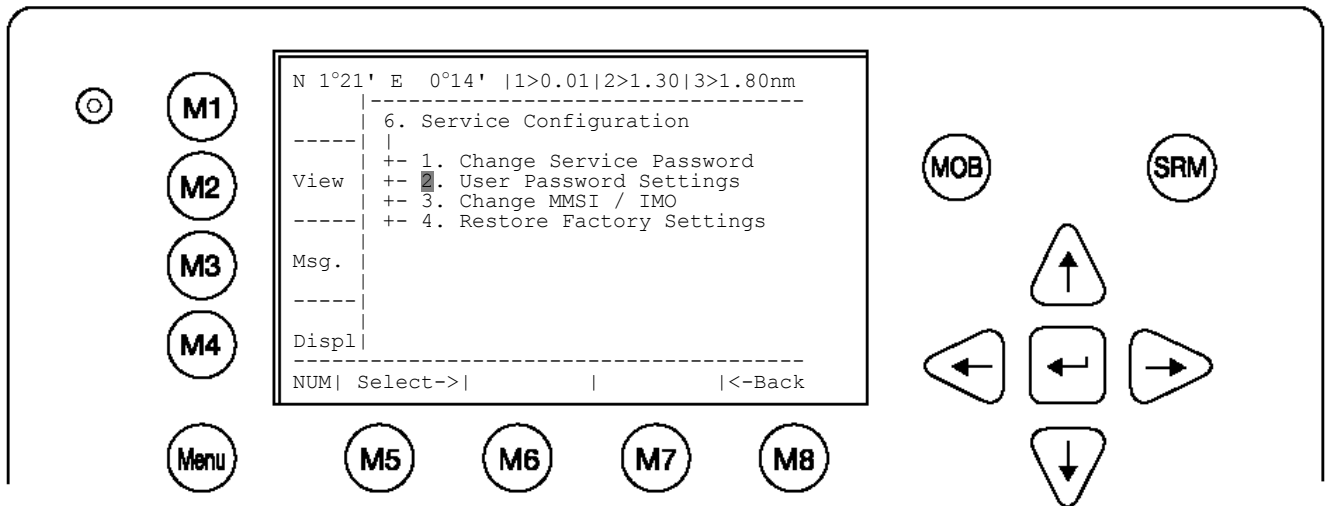 N 1°21' E  0°14' |1>0.01|2>1.30|3>1.80nm
6. Service Configuration
+- 1. Change Service Password
View | +- 2. User Password Settings
+- 3. Change MMSI / IMO
-----| +- 4. Restore Factory Settings
Msg. |
Displ|
NUM| Select->|          |          |<-Back
M1
M2
M3
M4
Menu
M5
M6
M7
M8
MOB
SRM